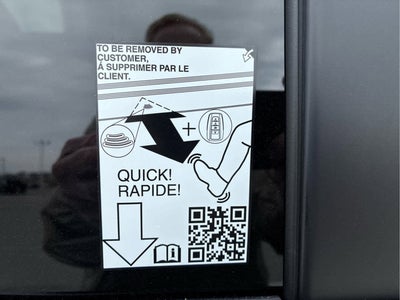 TO BE REMOVED BY
CUSTOMER,
Á SUPPRIMER PAR LE
CLIENT.
QUICK!
RAPIDE!